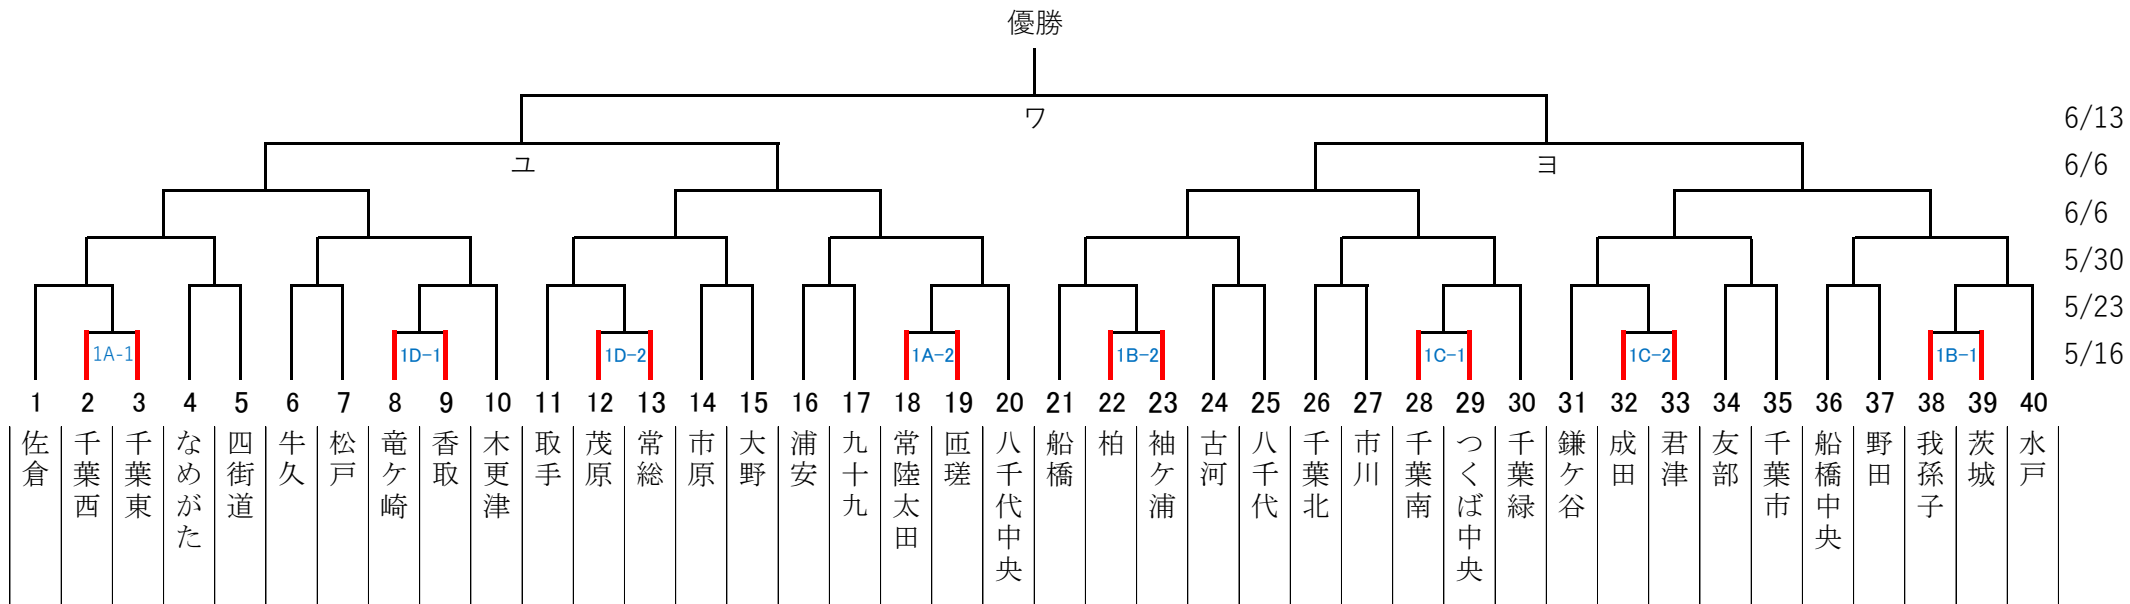 優勝
ワ
6/13
ユ
ヨ
6/6
6/6
5/30
5/23
1A-1
1D-1
1D-2
1A-2
1B-2
1C-1
1C-2
1B-1
5/16
1 2 3 4 5 6 7 8 9 10 11 12 13 14 15 16 17 18 19 20 21 22 23 24 25 26 27 28 29 30 31 32 33 34 35 36 37 38 39 40
佐倉
千葉西
千葉東
なめがた
四街道
牛久
松戸
竜ケ崎
香取
木更津
取手
茂原
常総
市原
大野
浦安
九十九
常陸太田
匝瑳
八千代中央
船橋
柏
袖ケ浦
古河
八千代
千葉北
市川
千葉南
つくば中央
千葉緑
鎌ケ谷
成田
君津
友部
千葉市
船橋中央
野田
我孫子
茨城
水戸